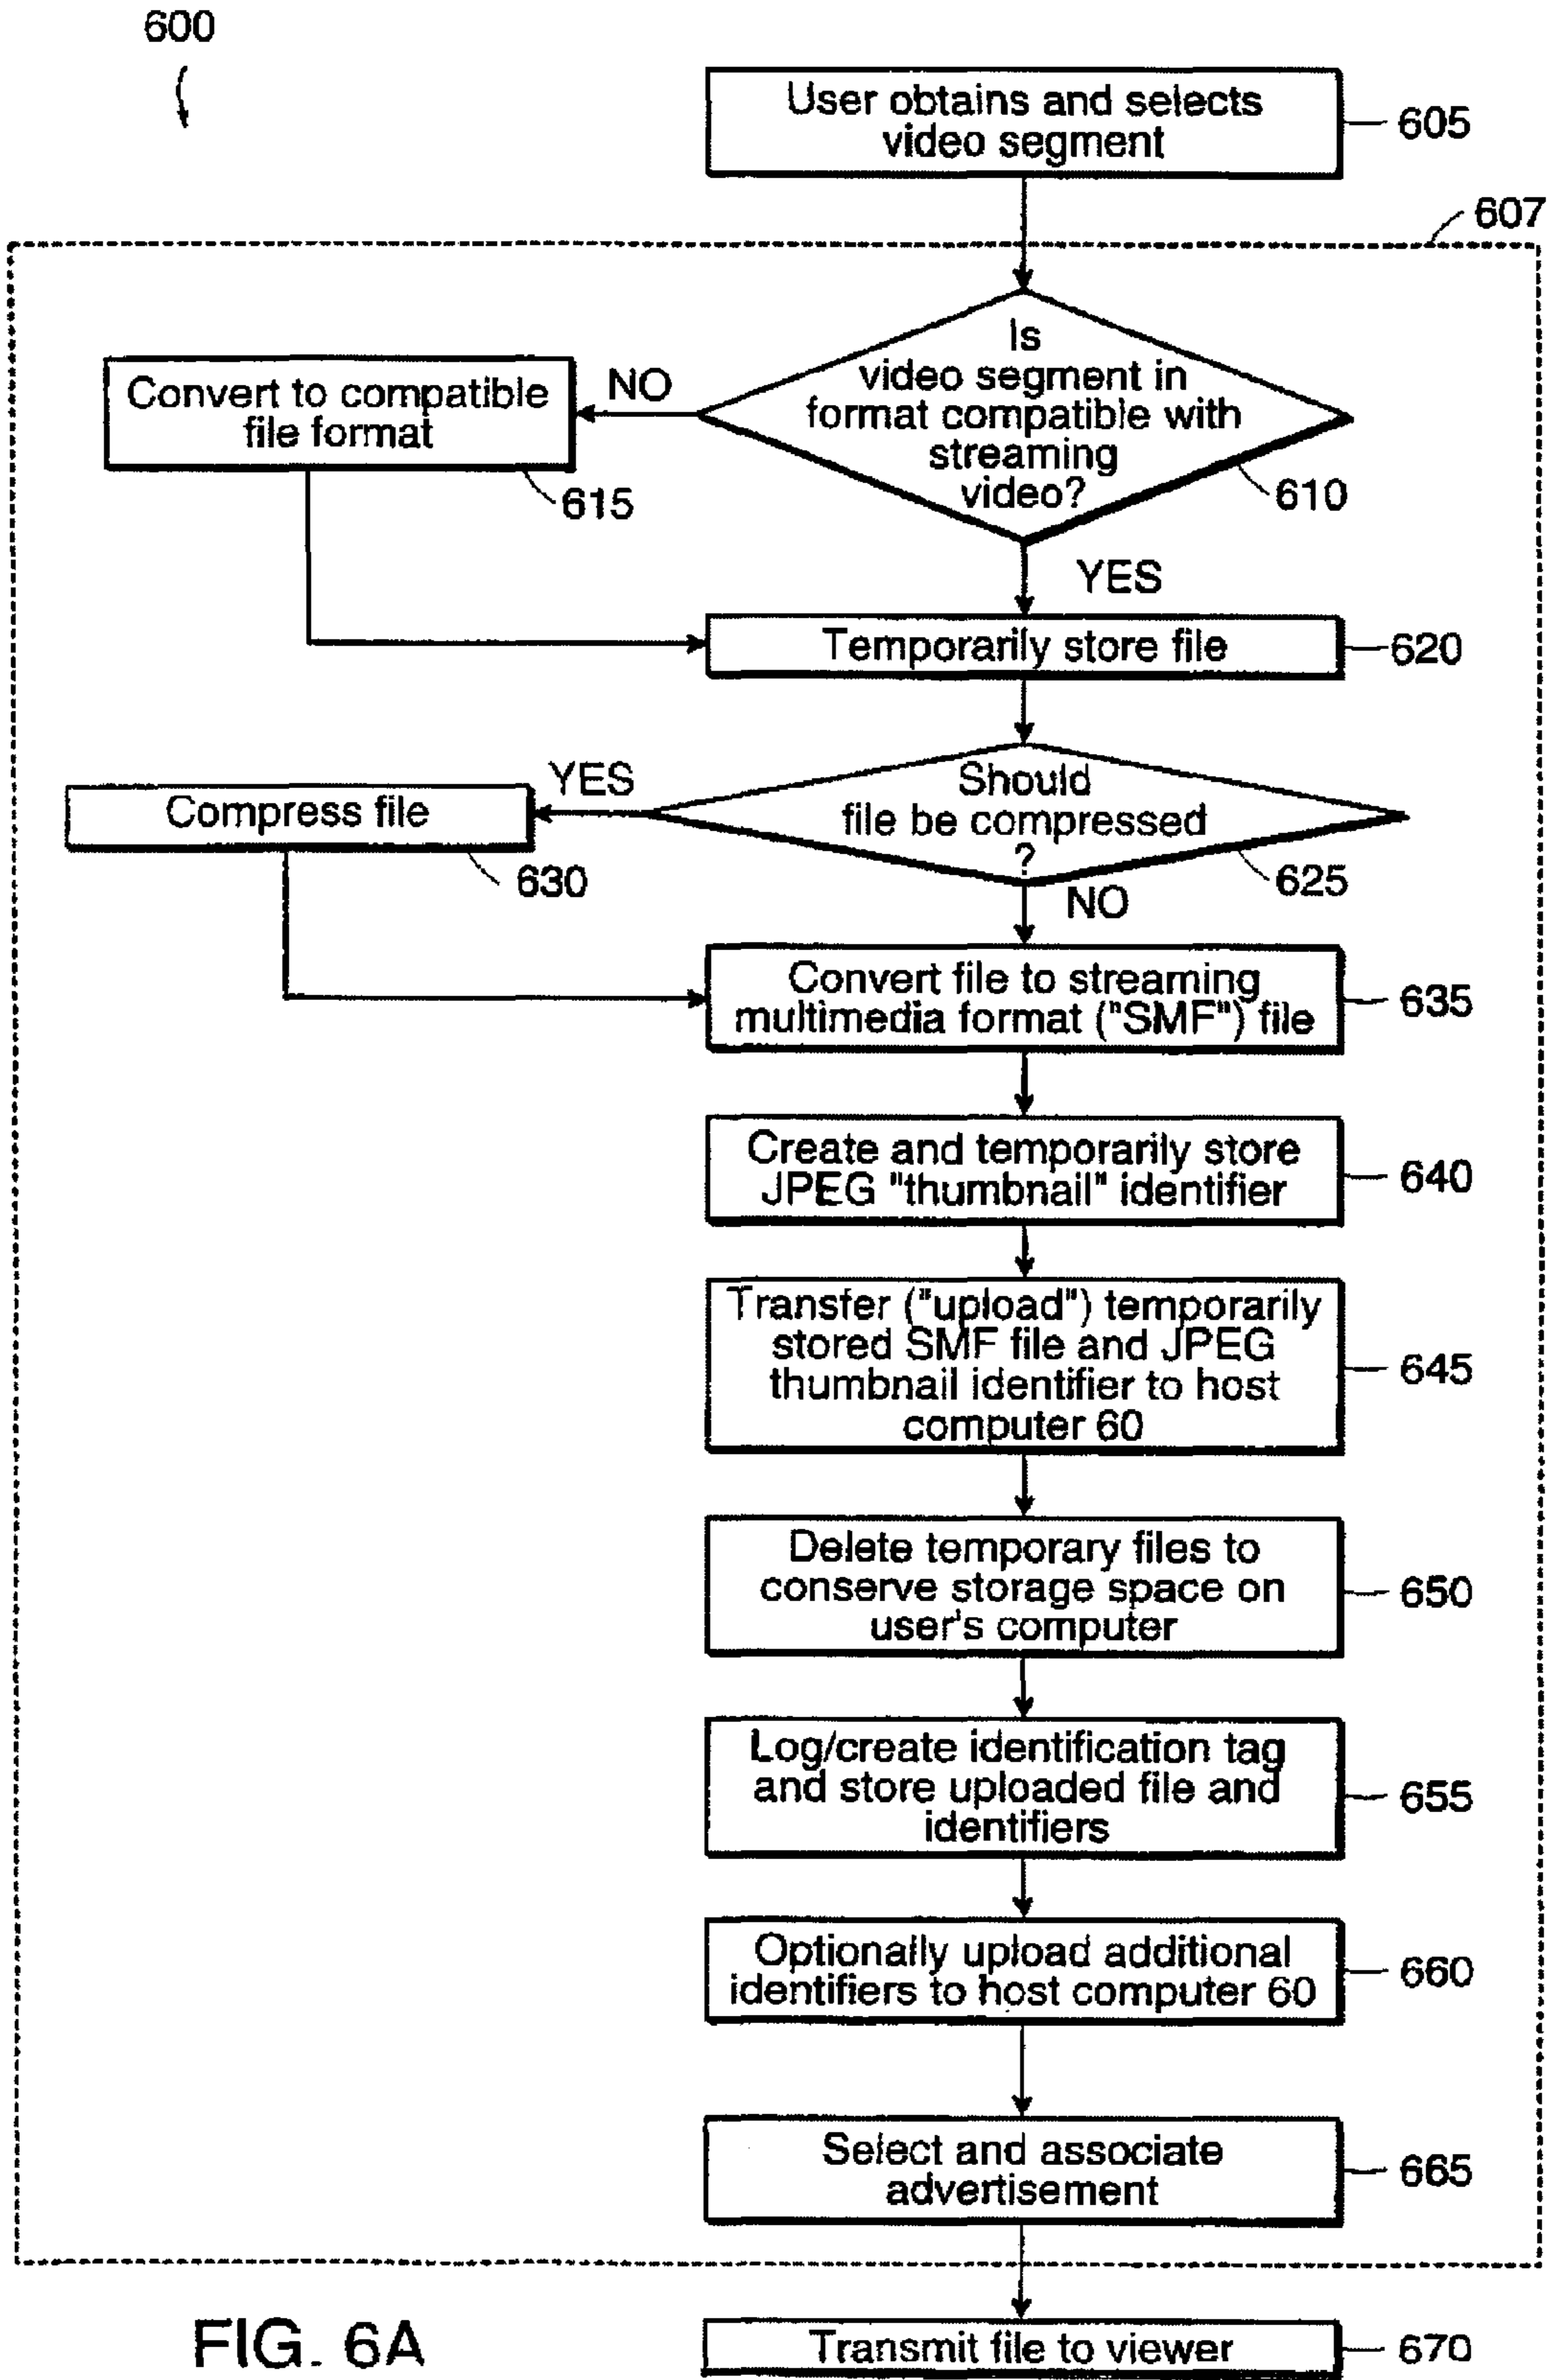 600
User obtains and selects
video segment
605
607
Is
video segment in
format compatible with
streaming
video?
610
NO
Convert to compatible
file format
615
YES
Temporarily store file
620
Should
file be compressed
?
625
YES
Compress file
630
NO
Convert file to streaming
multimedia format ("SMF") file
635
Create and temporarily store
JPEG "thumbnail" identifier
640
Transfer ("upload") temporarily
stored SMF file and JPEG
thumbnail identifier to host
computer 60
645
Delete temporary files to
conserve storage space on
user's computer
650
Log/create identification tag
and store uploaded file and
identifiers
655
Optionally upload additional
identifiers to host computer 60
660
Select and associate
advertisement
665
Transmit file to viewer
670
FIG. 6A